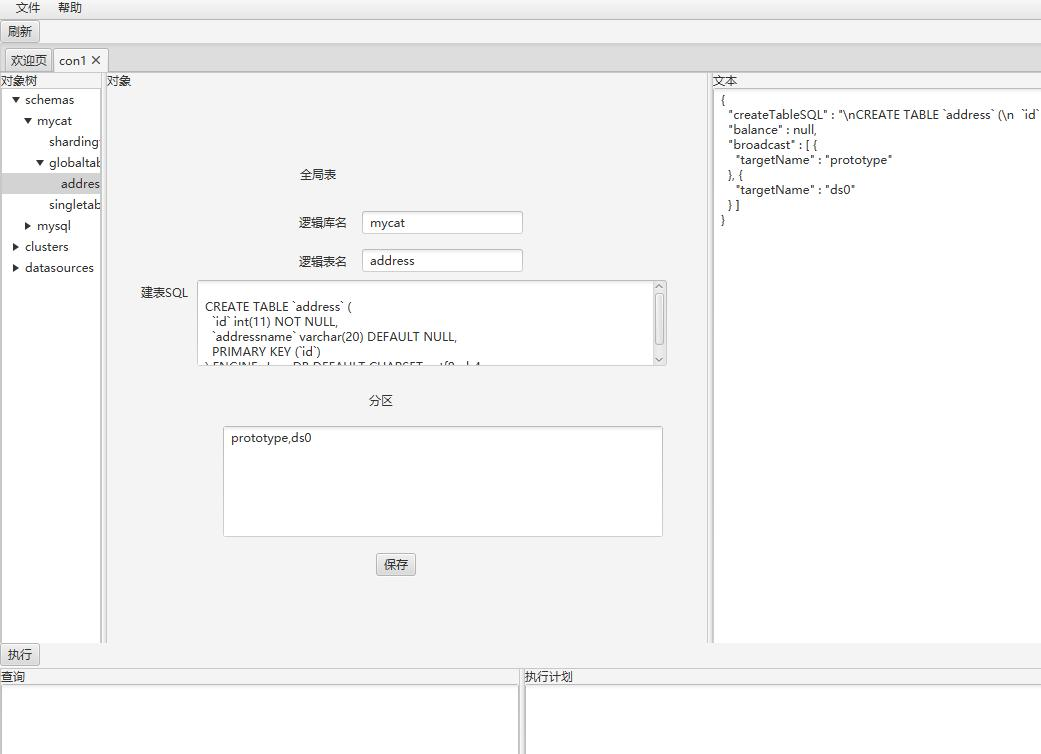 文件 帮助
刷新
欢迎页 con1 ✕
对象树
schemas
mycat
sharding
globaltab
addres
singletab
mysql
clusters
datasources
对象
全局表
逻辑库名 mycat
逻辑表名 address
建表SQL
CREATE TABLE `address` (
  `id` int(11) NOT NULL,
  `addressname` varchar(20) DEFAULT NULL,
  PRIMARY KEY (`id`)
分区
prototype,ds0
保存
文本
{
  "createTableSQL" : "\nCREATE TABLE `address` (\n  `id`
  "balance" : null,
  "broadcast" : [ {
    "targetName" : "prototype"
  }, {
    "targetName" : "ds0"
  } ]
}
执行
查询
执行计划